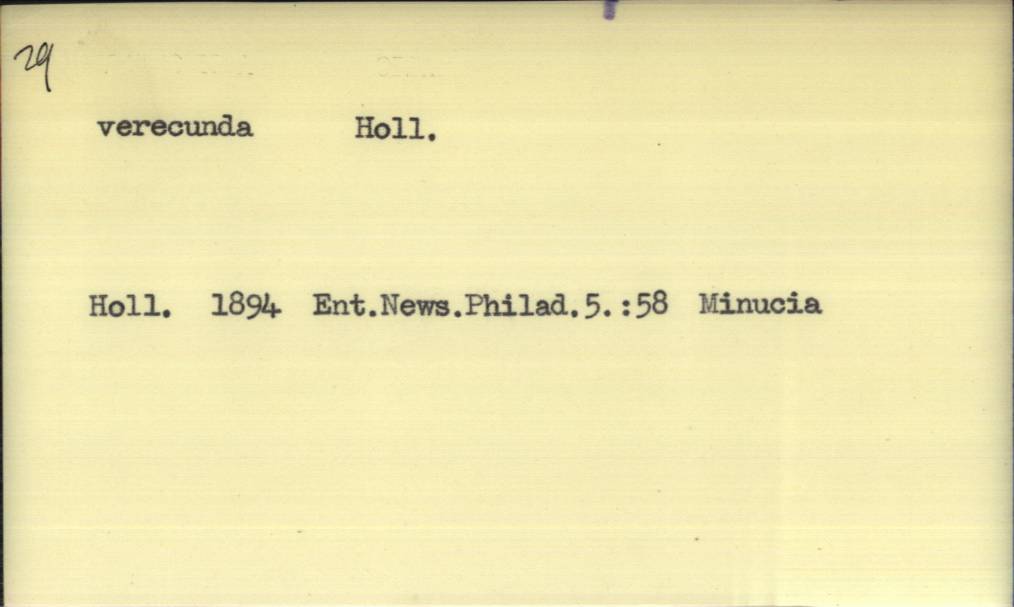 29
verecunda Holl.
Holl. 1894 Ent.News.Philad.5.:58 Minucia